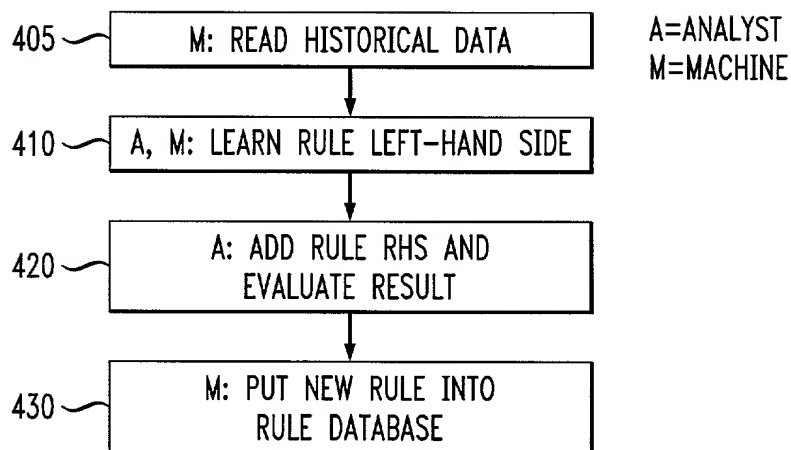 405
M: READ HISTORICAL DATA
A=ANALYST
M=MACHINE
410
A, M: LEARN RULE LEFT-HAND SIDE
420
A: ADD RULE RHS AND
EVALUATE RESULT
430
M: PUT NEW RULE INTO
RULE DATABASE